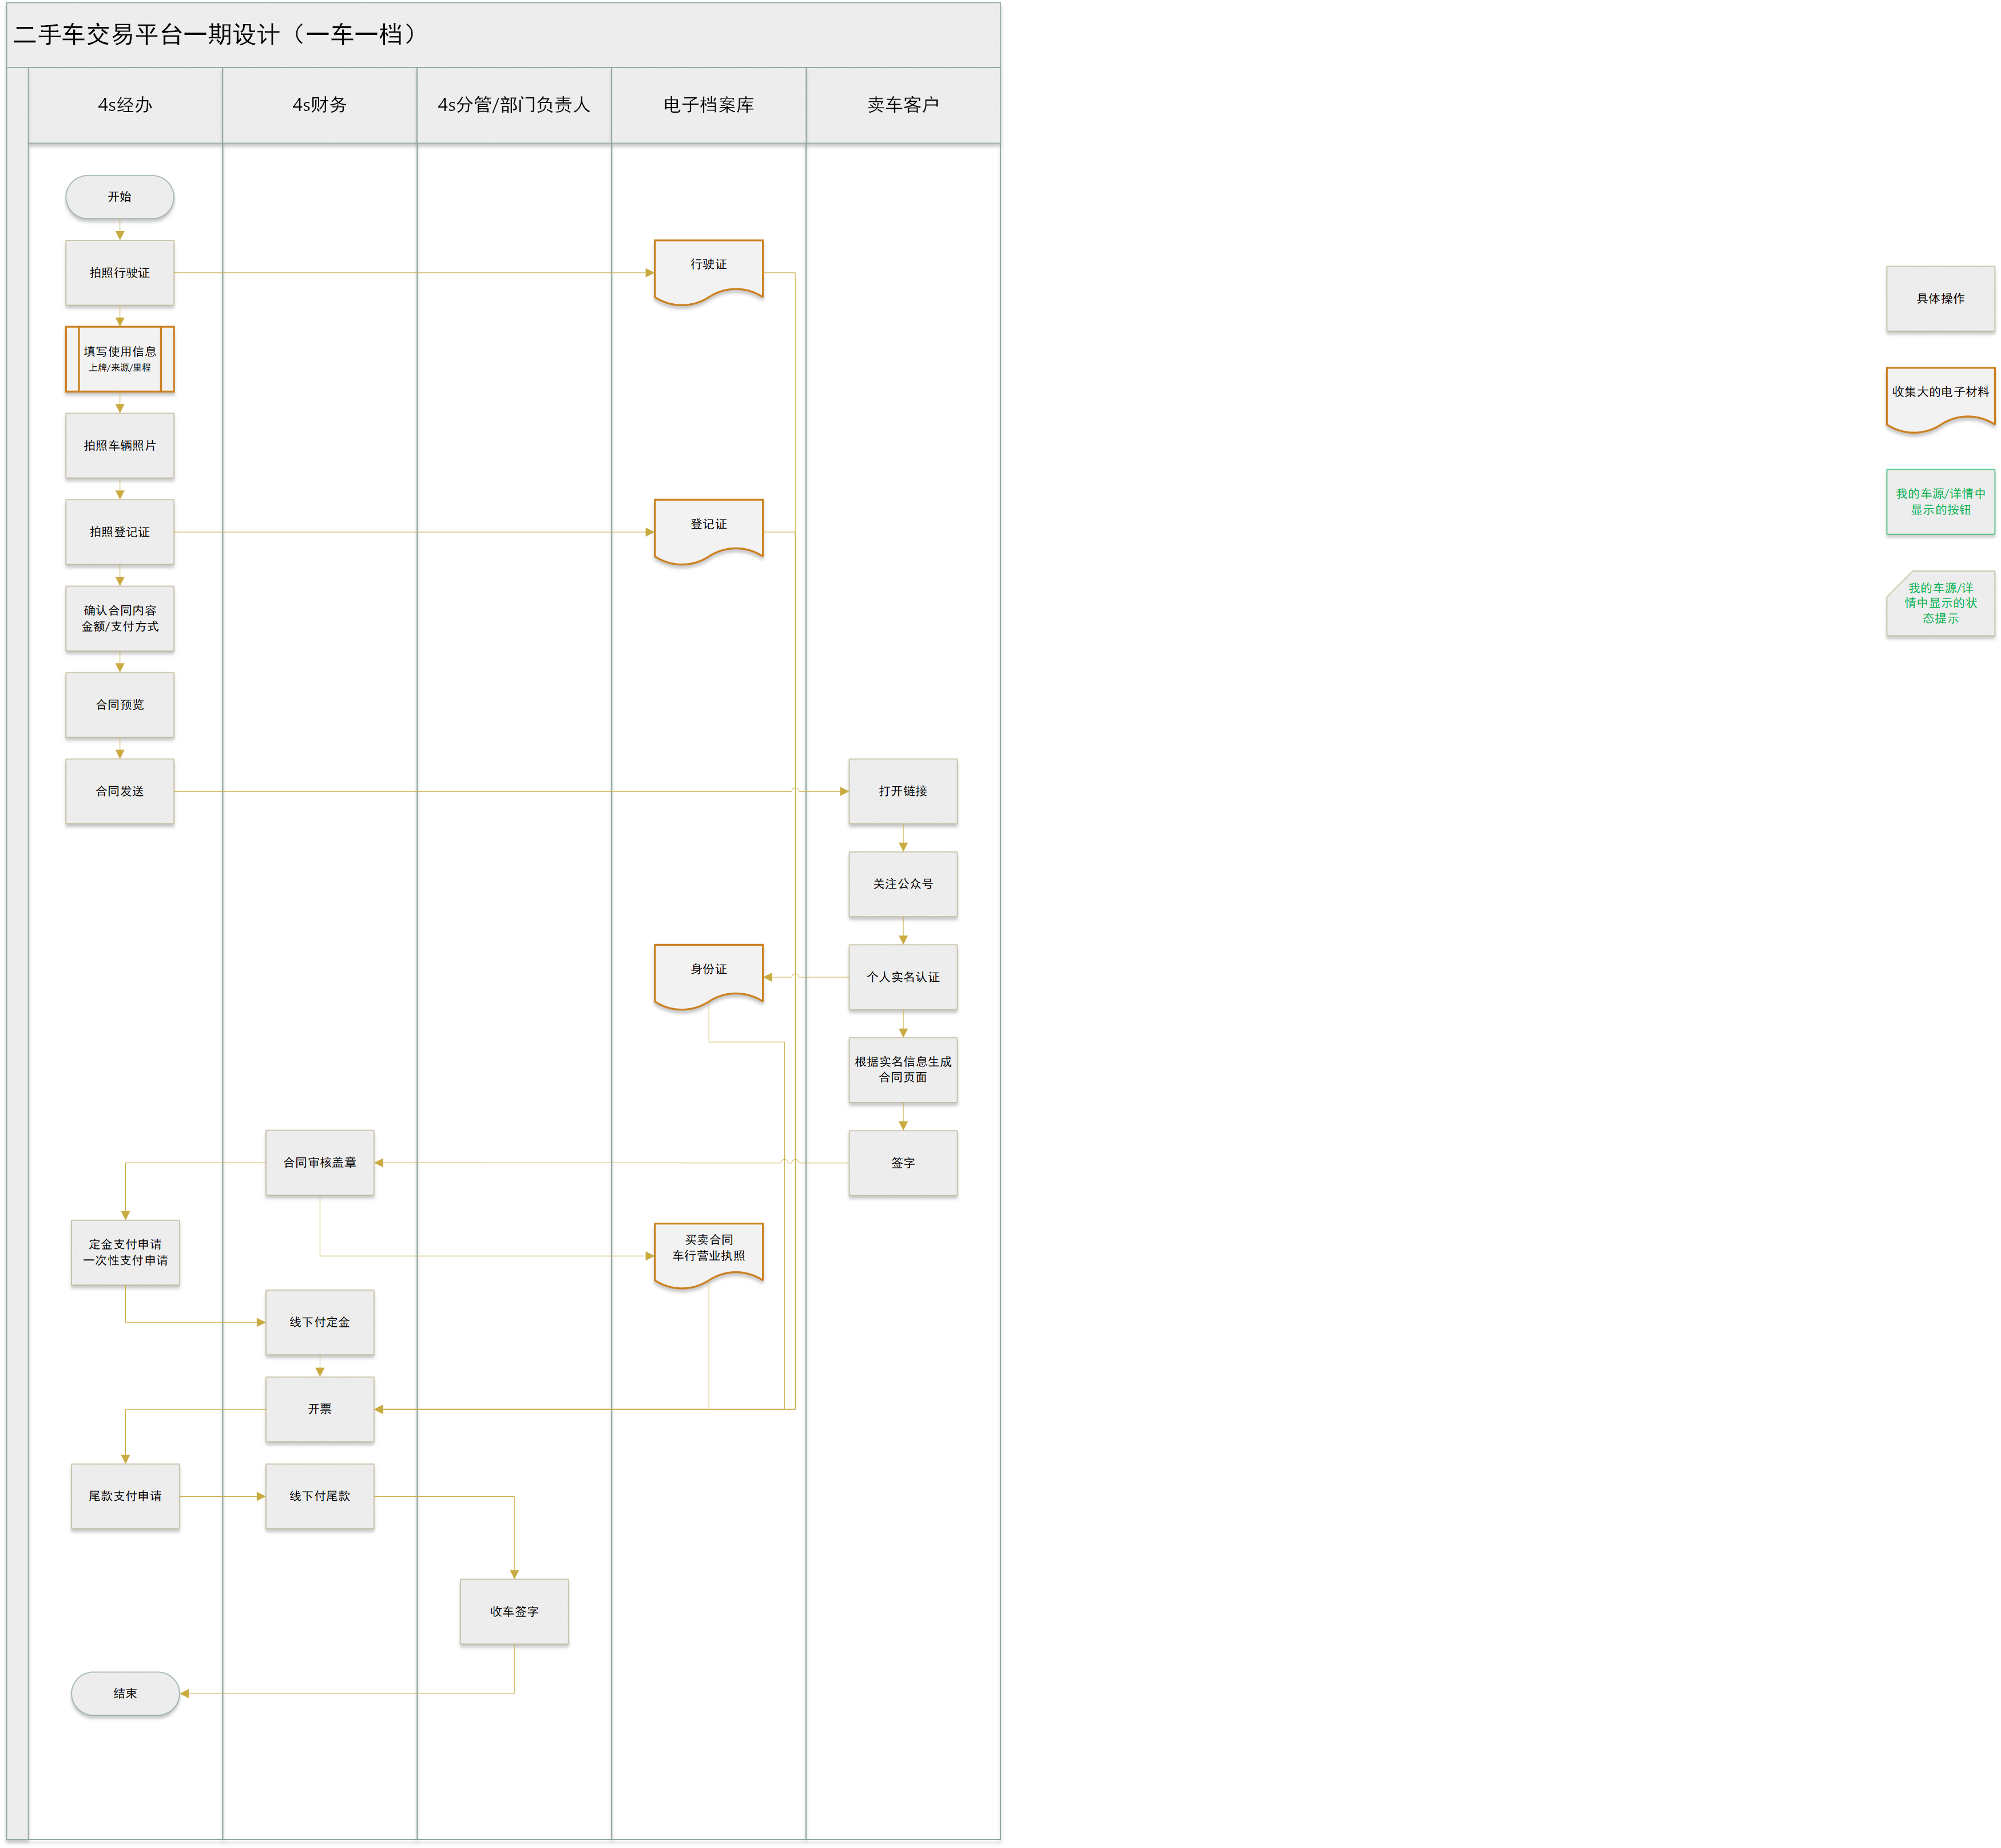 二手车交易平台一期设计（一车一档）
4s经办
4s财务
4s分管/部门负责人
电子档案库
卖车客户
开始
拍照行驶证
行驶证
填写使用信息
上牌/来源/里程
拍照车辆照片
拍照登记证
登记证
确认合同内容
金额/支付方式
合同预览
合同发送
打开链接
关注公众号
身份证
个人实名认证
根据实名信息生成
合同页面
合同审核盖章
签字
定金支付申请
一次性支付申请
买卖合同
车行营业执照
线下付定金
开票
尾款支付申请
线下付尾款
收车签字
结束
具体操作
收集大的电子材料
我的车源/详情中
显示的按钮
我的车源/详
情中显示的状
态提示